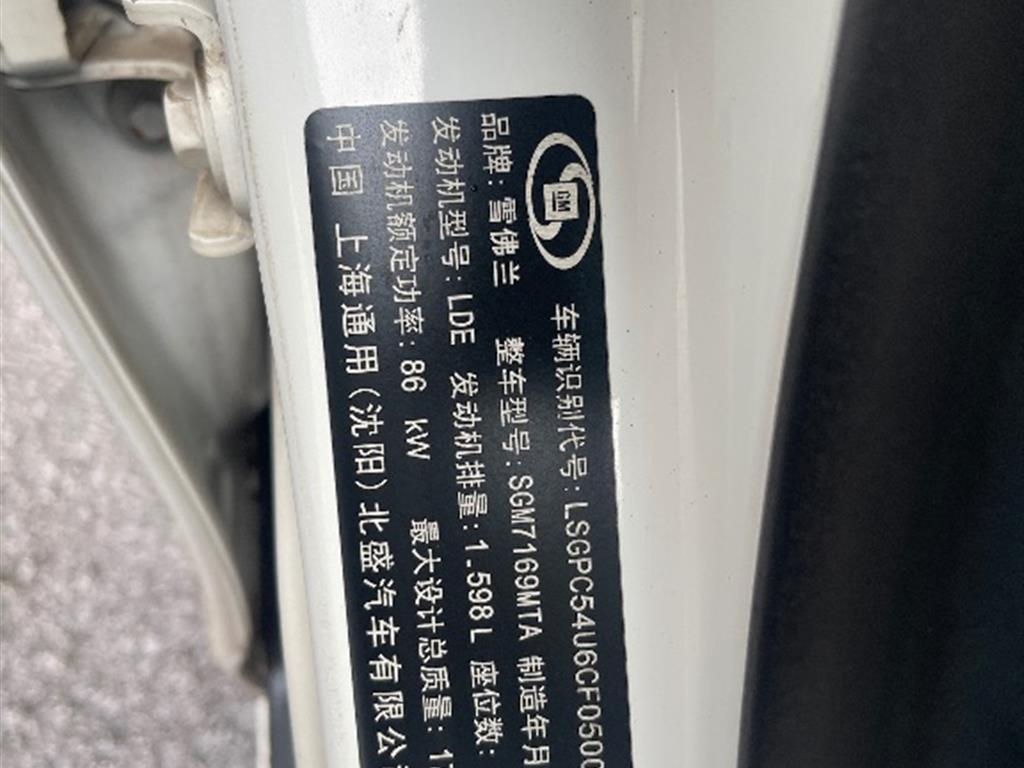 GM
车辆识别代号:LSGPC54U6CF0500
品牌:雪佛兰 整车型号:SGM7169MTA 制造年月
发动机型号:LDE 发动机排量:1.598L 座位数:
发动机额定功率:86 kW 最大设计总质量:17
中国 上海通用(沈阳)北盛汽车有限公